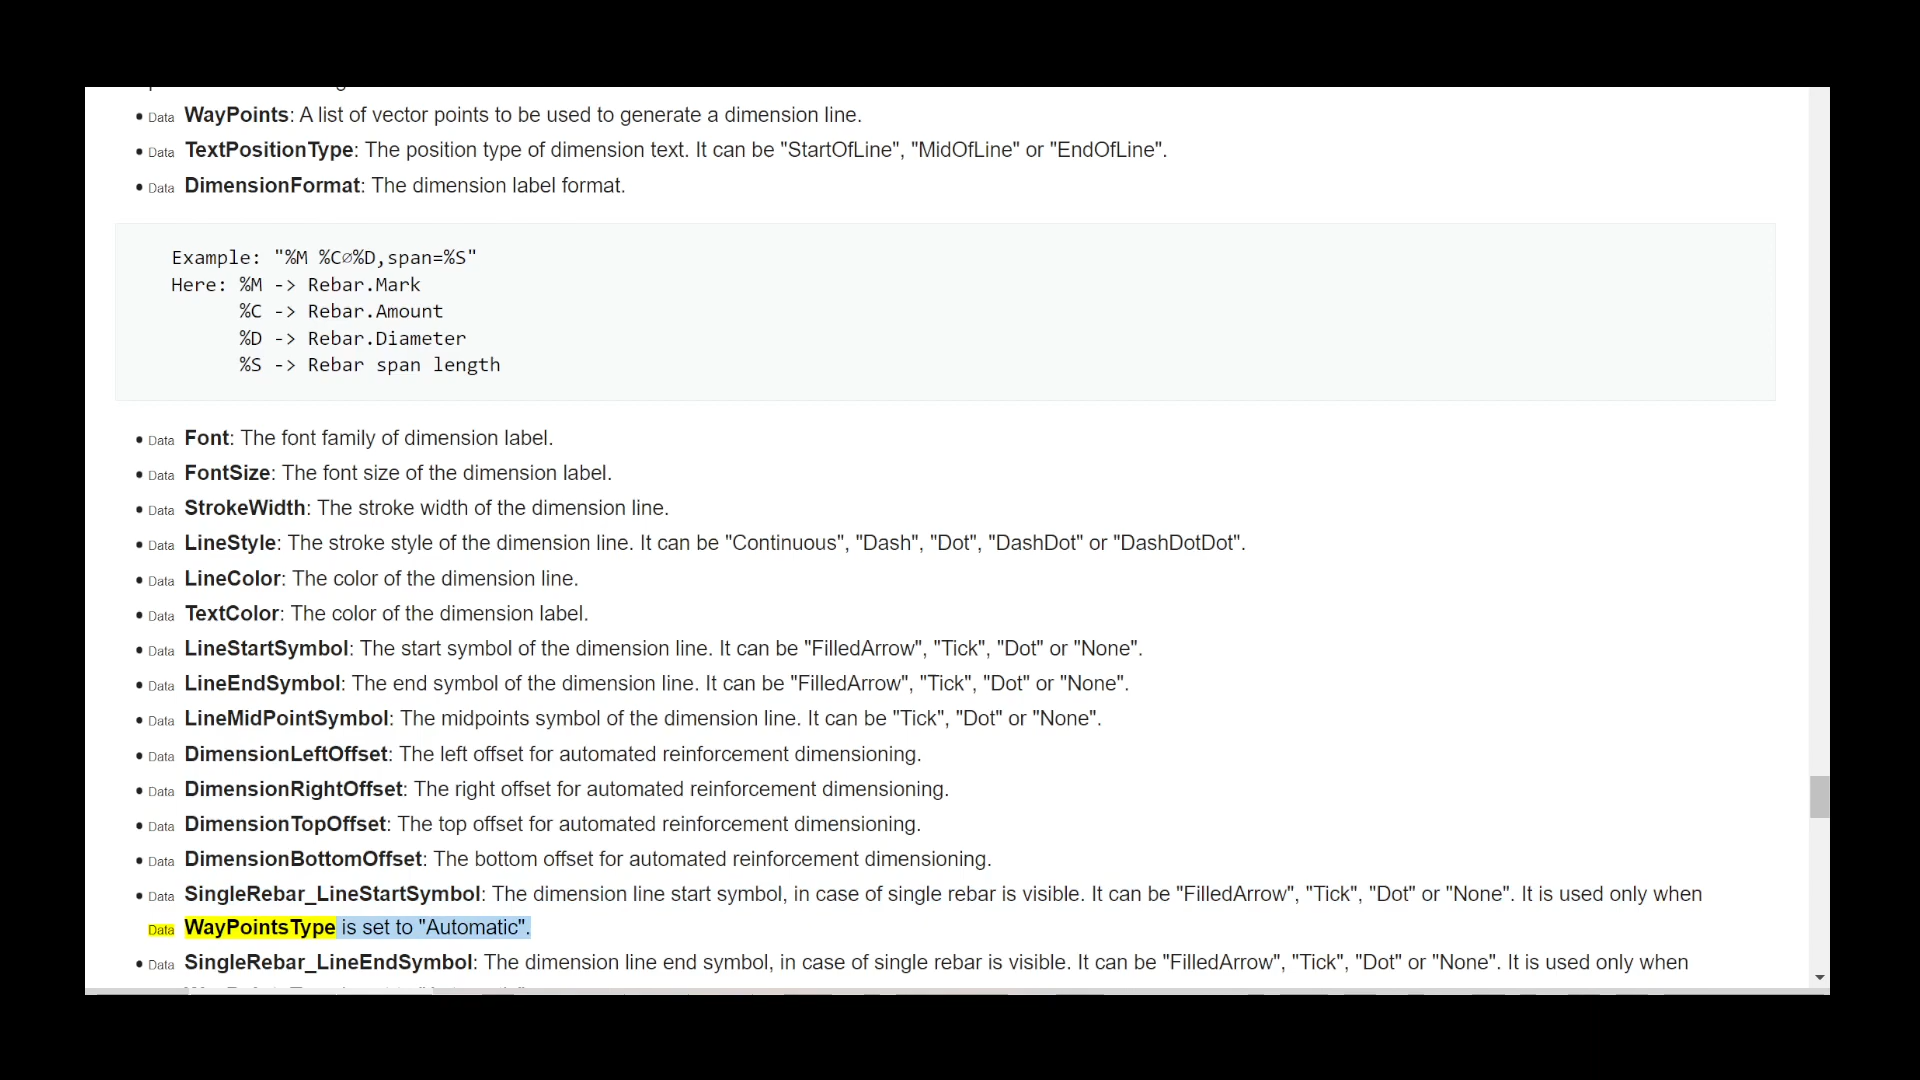 • Data WayPoints: A list of vector points to be used to generate a dimension line.
• Data TextPositionType: The position type of dimension text. It can be "StartOfLine", "MidOfLine" or "EndOfLine".
• Data DimensionFormat: The dimension label format.
Example: "%M %C⌀%D,span=%S"
Here: %M -> Rebar.Mark
%C -> Rebar.Amount
%D -> Rebar.Diameter
%S -> Rebar span length
• Data Font: The font family of dimension label.
• Data FontSize: The font size of the dimension label.
• Data StrokeWidth: The stroke width of the dimension line.
• Data LineStyle: The stroke style of the dimension line. It can be "Continuous", "Dash", "Dot", "DashDot" or "DashDotDot".
• Data LineColor: The color of the dimension line.
• Data TextColor: The color of the dimension label.
• Data LineStartSymbol: The start symbol of the dimension line. It can be "FilledArrow", "Tick", "Dot" or "None".
• Data LineEndSymbol: The end symbol of the dimension line. It can be "FilledArrow", "Tick", "Dot" or "None".
• Data LineMidPointSymbol: The midpoints symbol of the dimension line. It can be "Tick", "Dot" or "None".
• Data DimensionLeftOffset: The left offset for automated reinforcement dimensioning.
• Data DimensionRightOffset: The right offset for automated reinforcement dimensioning.
• Data DimensionTopOffset: The top offset for automated reinforcement dimensioning.
• Data DimensionBottomOffset: The bottom offset for automated reinforcement dimensioning.
• Data SingleRebar_LineStartSymbol: The dimension line start symbol, in case of single rebar is visible. It can be "FilledArrow", "Tick", "Dot" or "None". It is used only when
Data WayPointsType is set to "Automatic".
• Data SingleRebar_LineEndSymbol: The dimension line end symbol, in case of single rebar is visible. It can be "FilledArrow", "Tick", "Dot" or "None". It is used only when